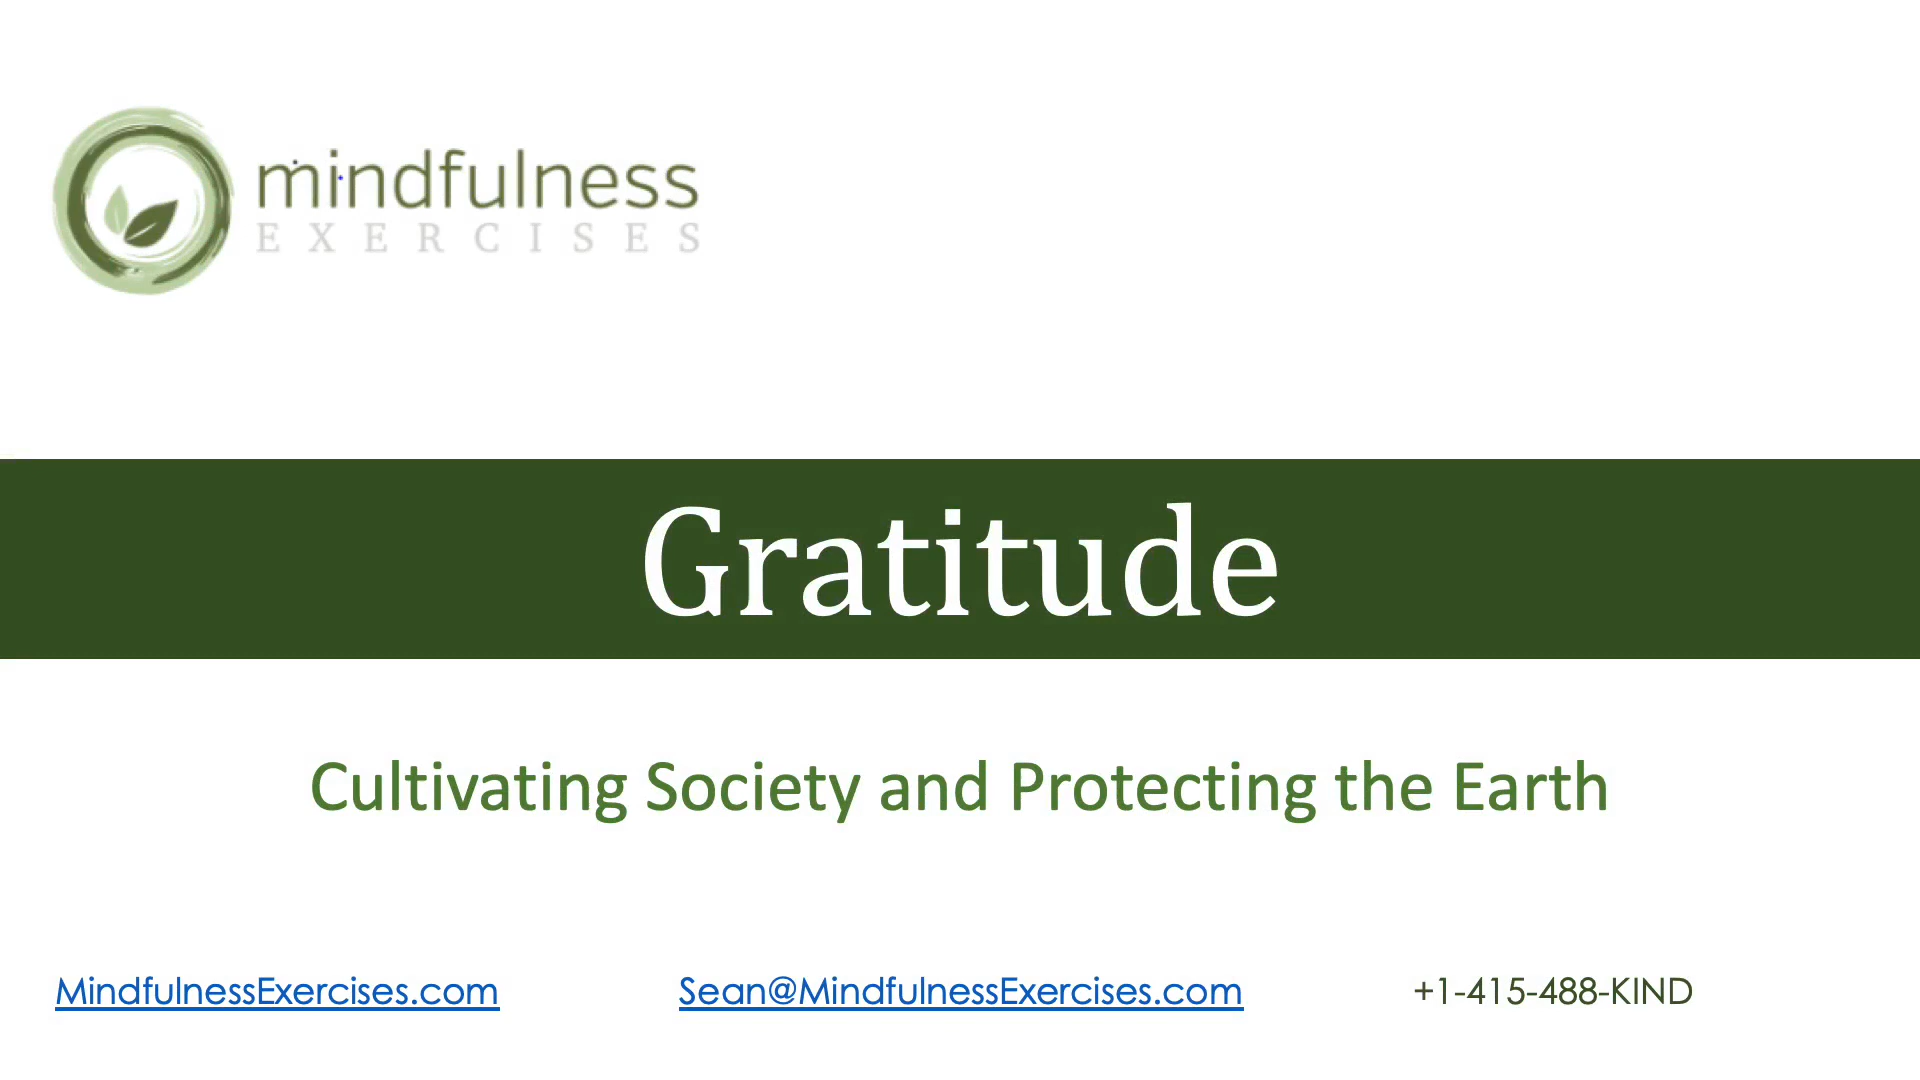 mindfulness
EXERCISES
Gratitude
Cultivating Society and Protecting the Earth
MindfulnessExercises.com
Sean@MindfulnessExercises.com
+1-415-488-KIND